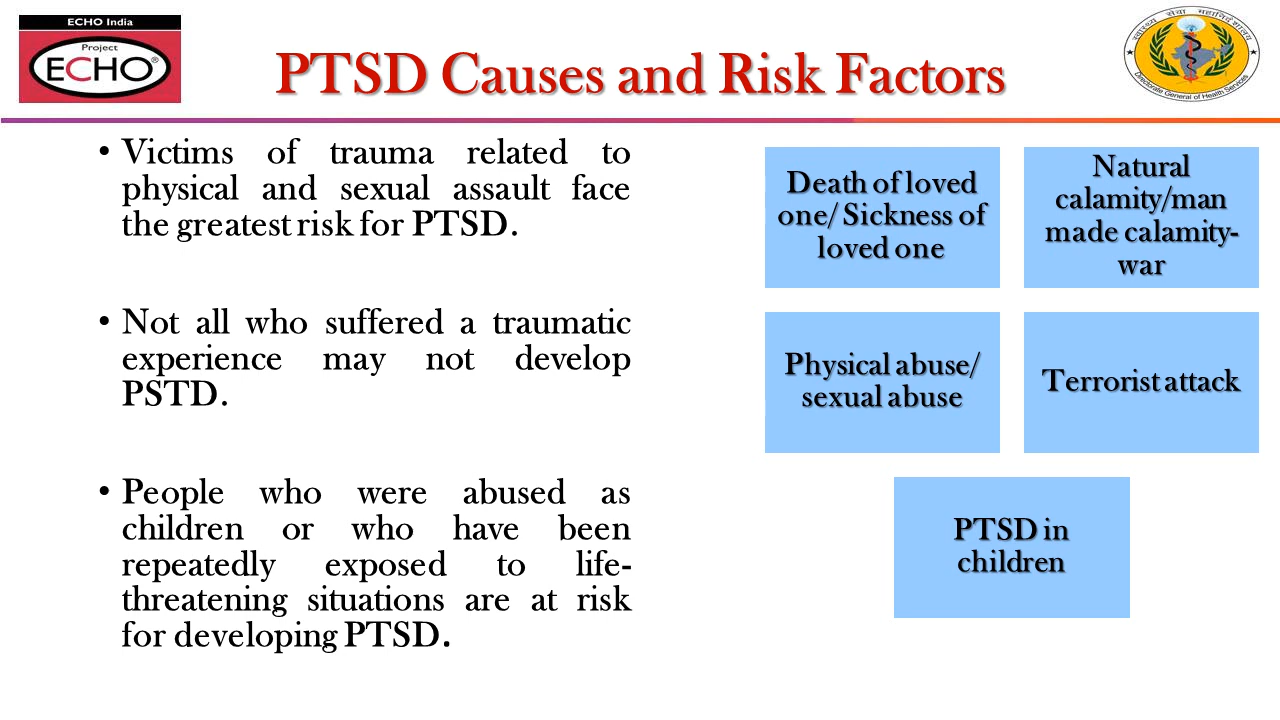 ECHO India
Project
ECHO®
PTSD Causes and Risk Factors
स्वास्थ्य सेवा महानिदेशालय
Directorate General of Health Services
• Victims of trauma related to
physical and sexual assault face
the greatest risk for PTSD.
• Not all who suffered a traumatic
experience may not develop
PSTD.
• People who were abused as
children or who have been
repeatedly exposed to life-
threatening situations are at risk
for developing PTSD.
Death of loved
one/ Sickness of
loved one
Natural
calamity/man
made calamity-
war
Physical abuse/
sexual abuse
Terrorist attack
PTSD in
children